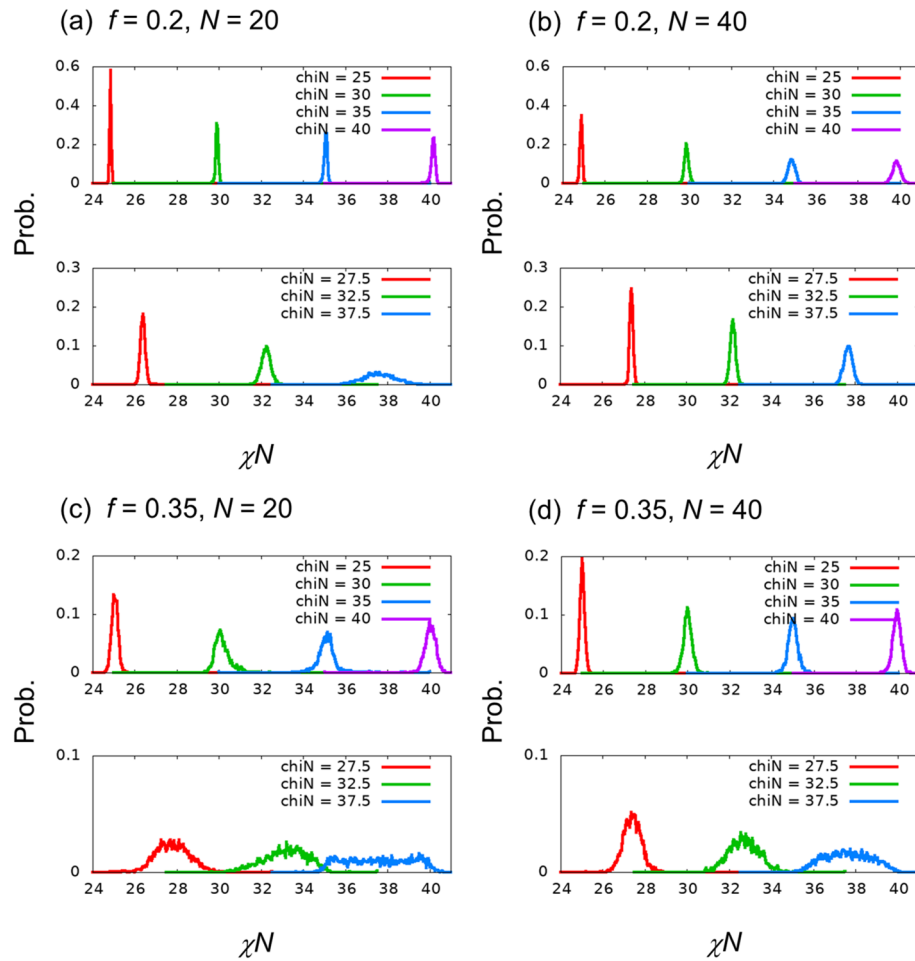 (a) f = 0.2, N = 20
0.6
0.4
0.2
0
chiN = 25
chiN = 30
chiN = 35
chiN = 40
24 26 28 30 32 34 36 38 40
Prob.
0.3
0.2
0.1
0
chiN = 27.5
chiN = 32.5
chiN = 37.5
24 26 28 30 32 34 36 38 40
χN
(b) f = 0.2, N = 40
0.6
0.4
0.2
0
chiN = 25
chiN = 30
chiN = 35
chiN = 40
24 26 28 30 32 34 36 38 40
Prob.
0.3
0.2
0.1
0
chiN = 27.5
chiN = 32.5
chiN = 37.5
24 26 28 30 32 34 36 38 40
χN
(c) f = 0.35, N = 20
0.2
0.1
0
chiN = 25
chiN = 30
chiN = 35
chiN = 40
24 26 28 30 32 34 36 38 40
Prob.
0.1
0
chiN = 27.5
chiN = 32.5
chiN = 37.5
24 26 28 30 32 34 36 38 40
χN
(d) f = 0.35, N = 40
0.2
0.1
0
chiN = 25
chiN = 30
chiN = 35
chiN = 40
24 26 28 30 32 34 36 38 40
Prob.
0.1
0
chiN = 27.5
chiN = 32.5
chiN = 37.5
24 26 28 30 32 34 36 38 40
χN